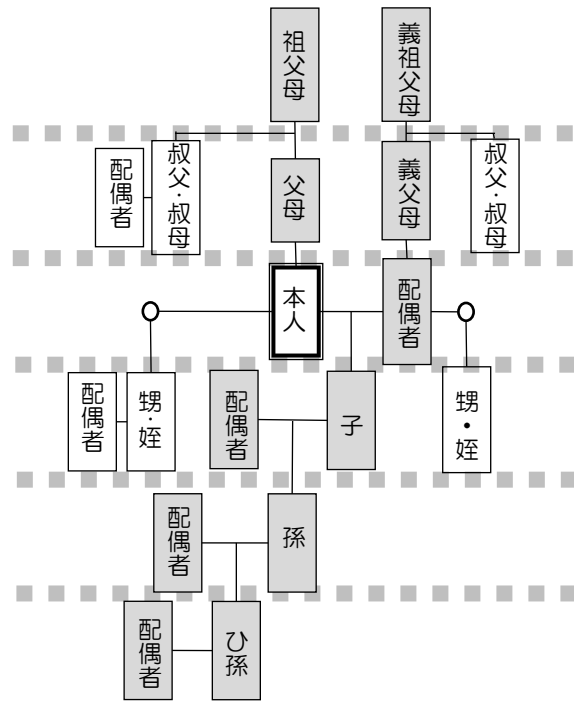 祖父母
義祖父母
配偶者
叔父・叔母
父母
義父母
叔父・叔母
本人
配偶者
配偶者
甥・姪
配偶者
子
甥・姪
配偶者
孫
配偶者
ひ孫